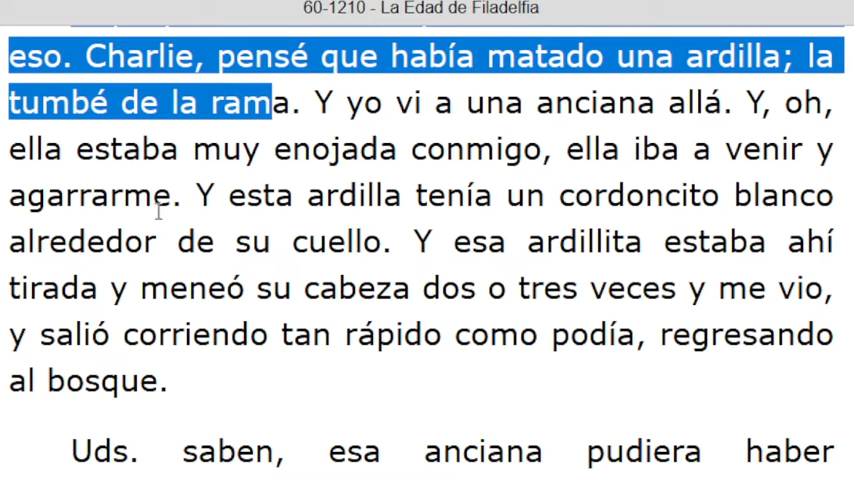 60-1210 - La Edad de Filadelfia
eso. Charlie, pensé que había matado una ardilla; la
tumbé de la rama. Y yo vi a una anciana allá. Y, oh,
ella estaba muy enojada conmigo, ella iba a venir y
agarrarme. Y esta ardilla tenía un cordoncito blanco
alrededor de su cuello. Y esa ardillita estaba ahí
tirada y meneó su cabeza dos o tres veces y me vio,
y salió corriendo tan rápido como podía, regresando
al bosque.
Uds. saben, esa anciana pudiera haber